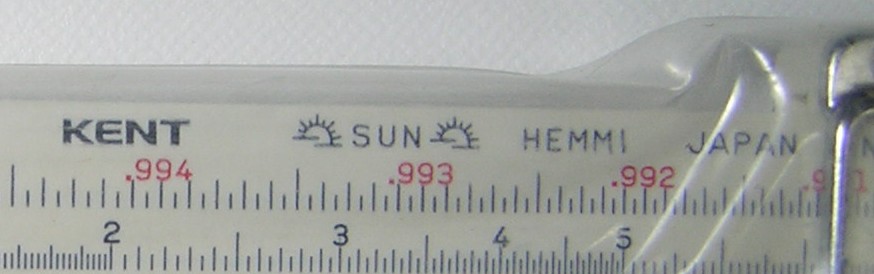 KENT SUN HEMMI JAPAN
.994 .993 .992
2 3 4 5